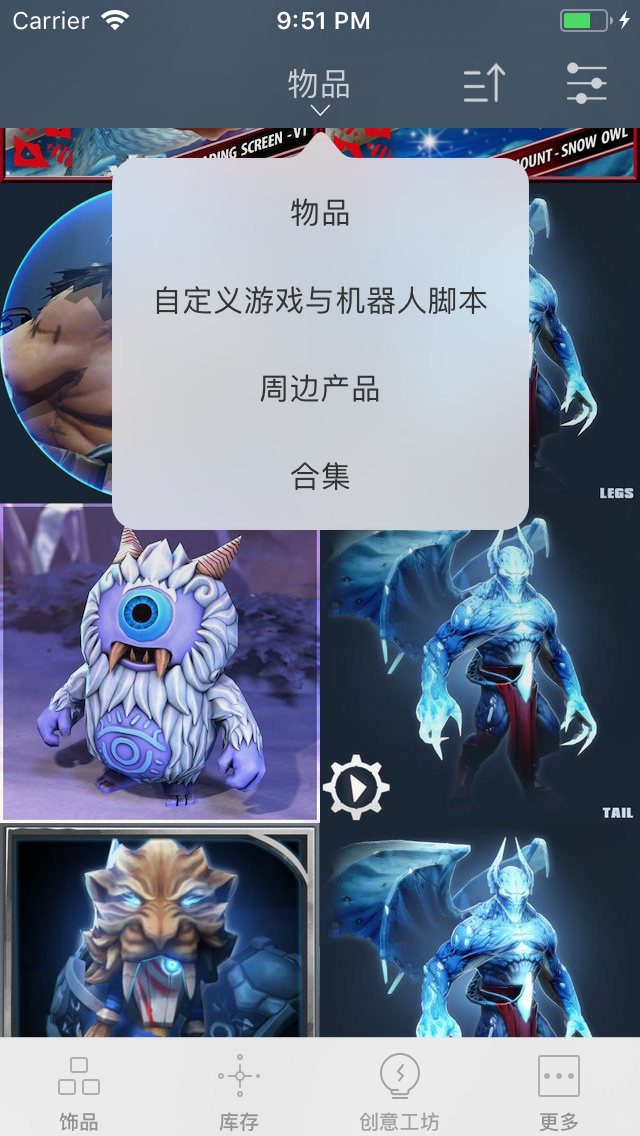 Carrier
9:51 PM
物品
SCREEN - V1
MOUNT - SNOW OWL
物品
自定义游戏与机器人脚本
周边产品
合集
LEGS
TAIL
饰品
库存
创意工坊
更多